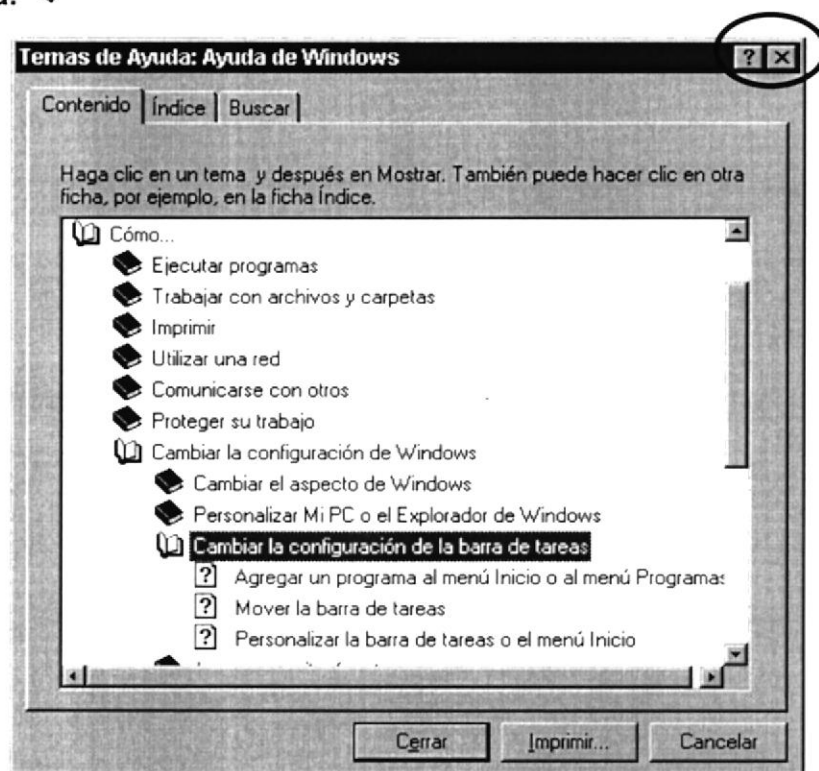 Temas de Ayuda: Ayuda de Windows
Contenido Índice Buscar
Haga clic en un tema y después en Mostrar. También puede hacer clic en otra
ficha, por ejemplo, en la ficha Índice.
Cómo...
Ejecutar programas
Trabajar con archivos y carpetas
Imprimir
Utilizar una red
Comunicarse con otros
Proteger su trabajo
Cambiar la configuración de Windows
Cambiar el aspecto de Windows
Personalizar Mi PC o el Explorador de Windows
Cambiar la configuración de la barra de tareas
? Agregar un programa al menú Inicio o al menú Programas
? Mover la barra de tareas
? Personalizar la barra de tareas o el menú Inicio
Cerrar Imprimir... Cancelar